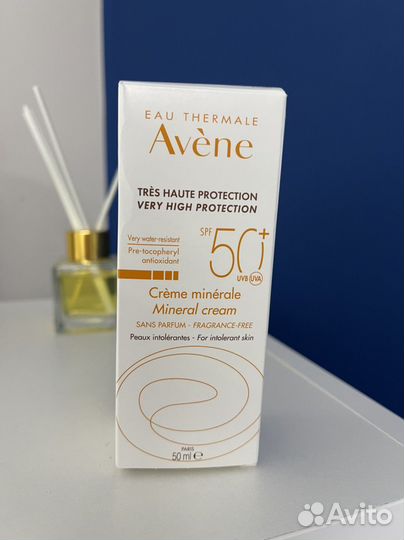 EAU THERMALE
Avène
TRÈS HAUTE PROTECTION
VERY HIGH PROTECTION
Very water-resistant
Pre-tocopheryl
antioxidant
SPF 50+
UVB UVA
Crème minérale
Mineral cream
SANS PARFUM - FRAGRANCE-FREE
Peaux intolérantes - For intolerant skin
PARIS
50 ml e
Avito